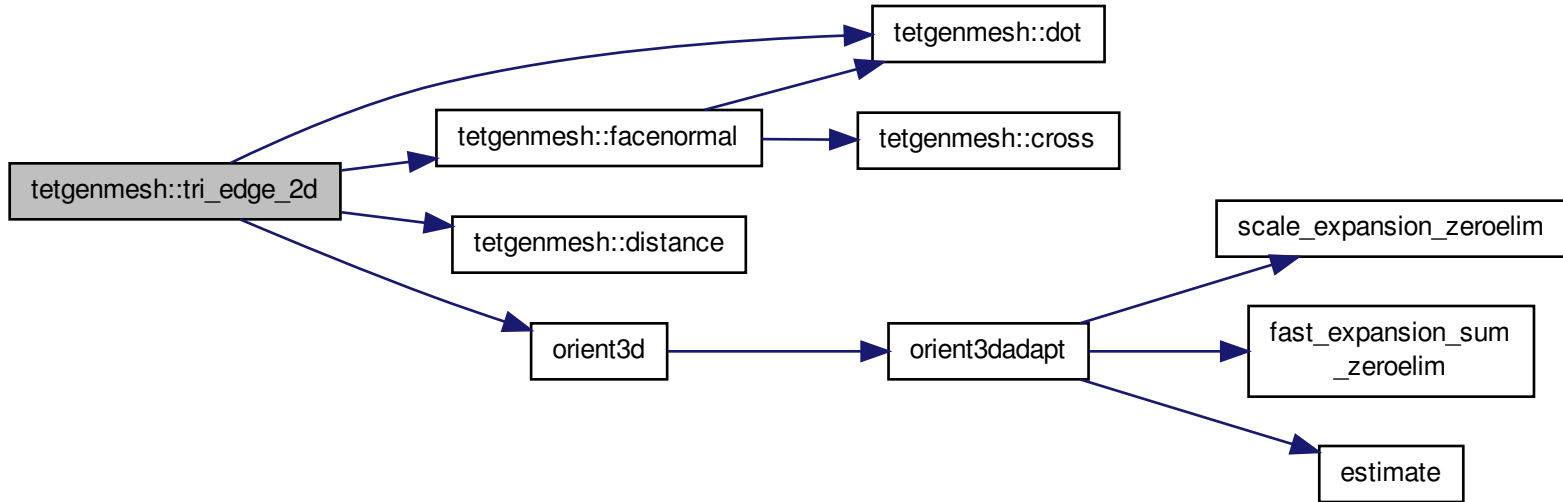 tetgenmesh::dot
tetgenmesh::facenormal
tetgenmesh::cross
tetgenmesh::tri_edge_2d
scale_expansion_zeroelim
tetgenmesh::distance
fast_expansion_sum
_zeroelim
orient3d
orient3dadapt
estimate